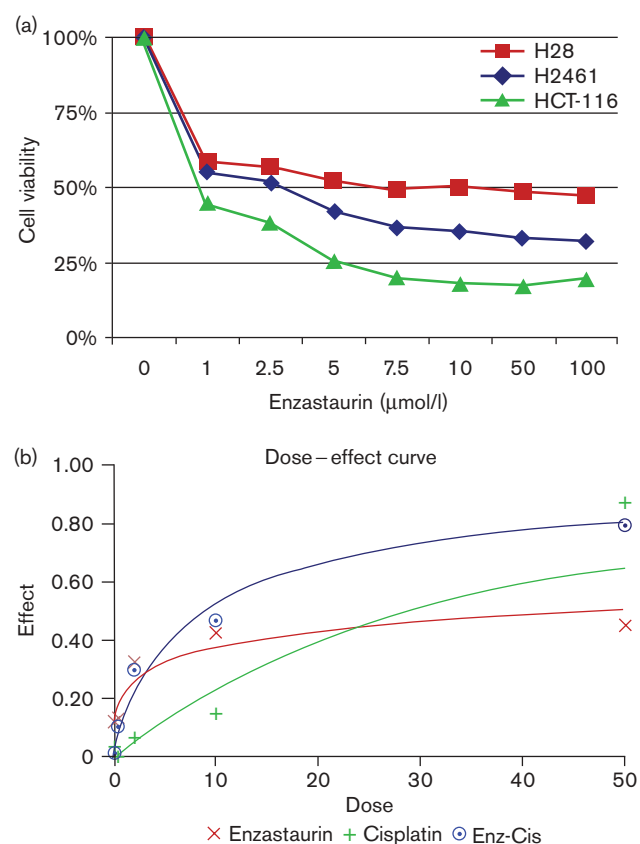 (a)
100%
75%
50%
25%
0%
Cell viability
H28
H2461
HCT-116
0 1 2.5 5 7.5 10 50 100
Enzastaurin (μmol/l)
(b)
Dose–effect curve
1.00
0.80
0.60
0.40
0.20
0
Effect
0 10 20 30 40 50
Dose
Enzastaurin Cisplatin Enz-Cis